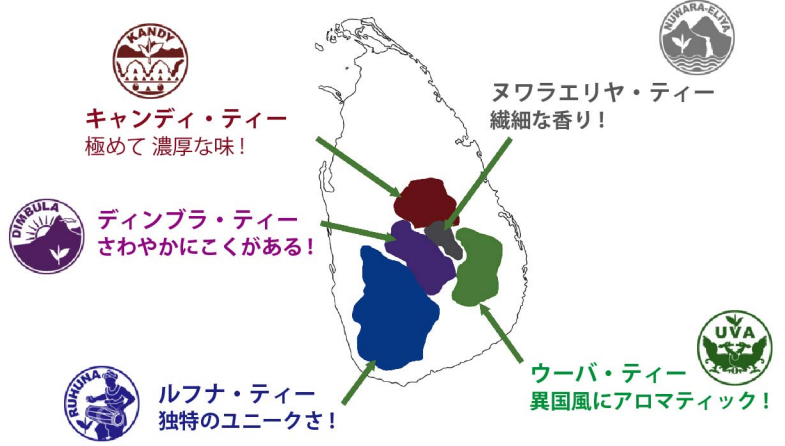 KANDY
キャンディ・ティー
極めて 濃厚な味！
NUWARA-ELIYA
ヌワラエリヤ・ティー
繊細な香り！
DIMBULA
ディンブラ・ティー
さわやかにこくがある！
UVA
ウーバ・ティー
異国風にアロマティック！
RUHUNA
ルフナ・ティー
独特のユニークさ！